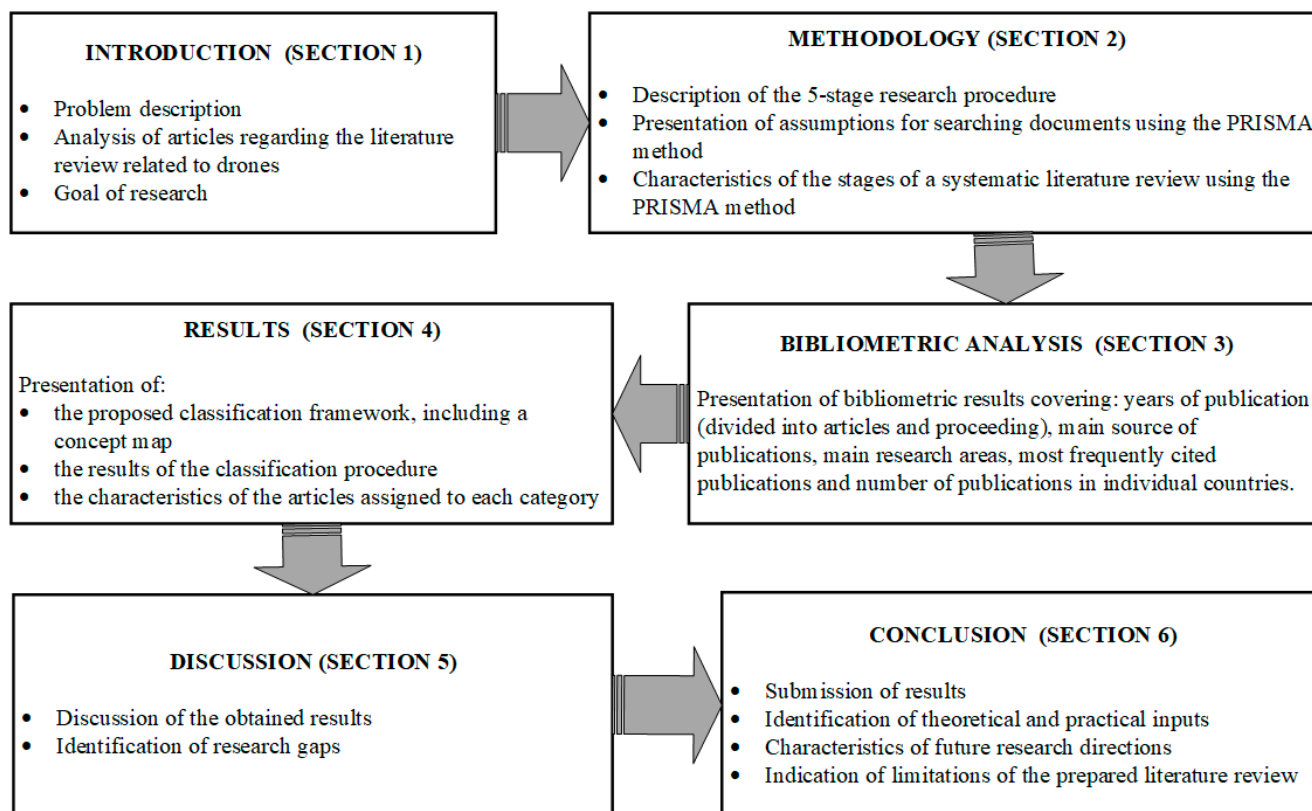 INTRODUCTION (SECTION 1)
• Problem description
• Analysis of articles regarding the literature
review related to drones
• Goal of research
METHODOLOGY (SECTION 2)
• Description of the 5-stage research procedure
• Presentation of assumptions for searching documents using the PRISMA
method
• Characteristics of the stages of a systematic literature review using the
PRISMA method
BIBLIOMETRIC ANALYSIS (SECTION 3)
Presentation of bibliometric results covering: years of publication
(divided into articles and proceeding), main source of
publications, main research areas, most frequently cited
publications and number of publications in individual countries.
RESULTS (SECTION 4)
Presentation of:
• the proposed classification framework, including a
concept map
• the results of the classification procedure
• the characteristics of the articles assigned to each category
DISCUSSION (SECTION 5)
• Discussion of the obtained results
• Identification of research gaps
CONCLUSION (SECTION 6)
• Submission of results
• Identification of theoretical and practical inputs
• Characteristics of future research directions
• Indication of limitations of the prepared literature review